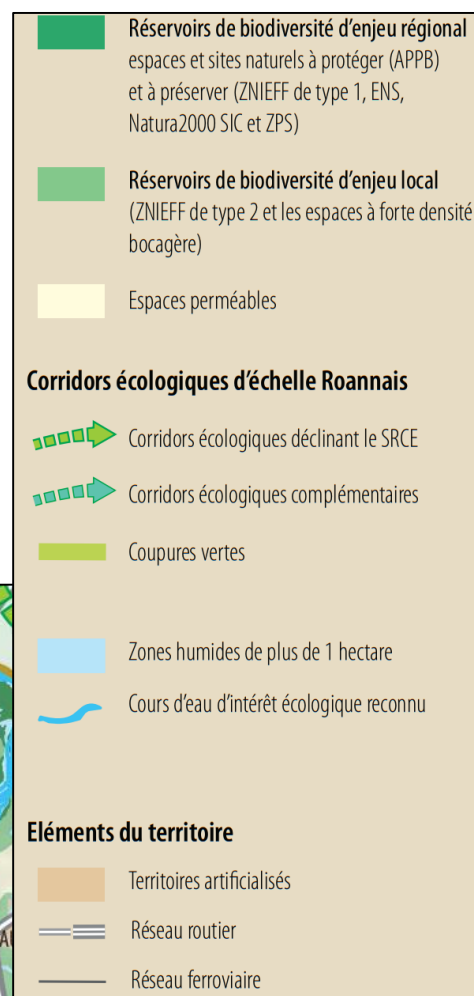 Réservoirs de biodiversité d'enjeu régional
espaces et sites naturels à protéger (APPB)
et à préserver (ZNIEFF de type 1, ENS,
Natura2000 SIC et ZPS)
Réservoirs de biodiversité d'enjeu local
(ZNIEFF de type 2 et les espaces à forte densité
bocagère)
Espaces perméables
Corridors écologiques d'échelle Roannais
Corridors écologiques déclinant le SRCE
Corridors écologiques complémentaires
Coupures vertes
Zones humides de plus de 1 hectare
Cours d'eau d'intérêt écologique reconnu
Eléments du territoire
Territoires artificialisés
Réseau routier
Réseau ferroviaire